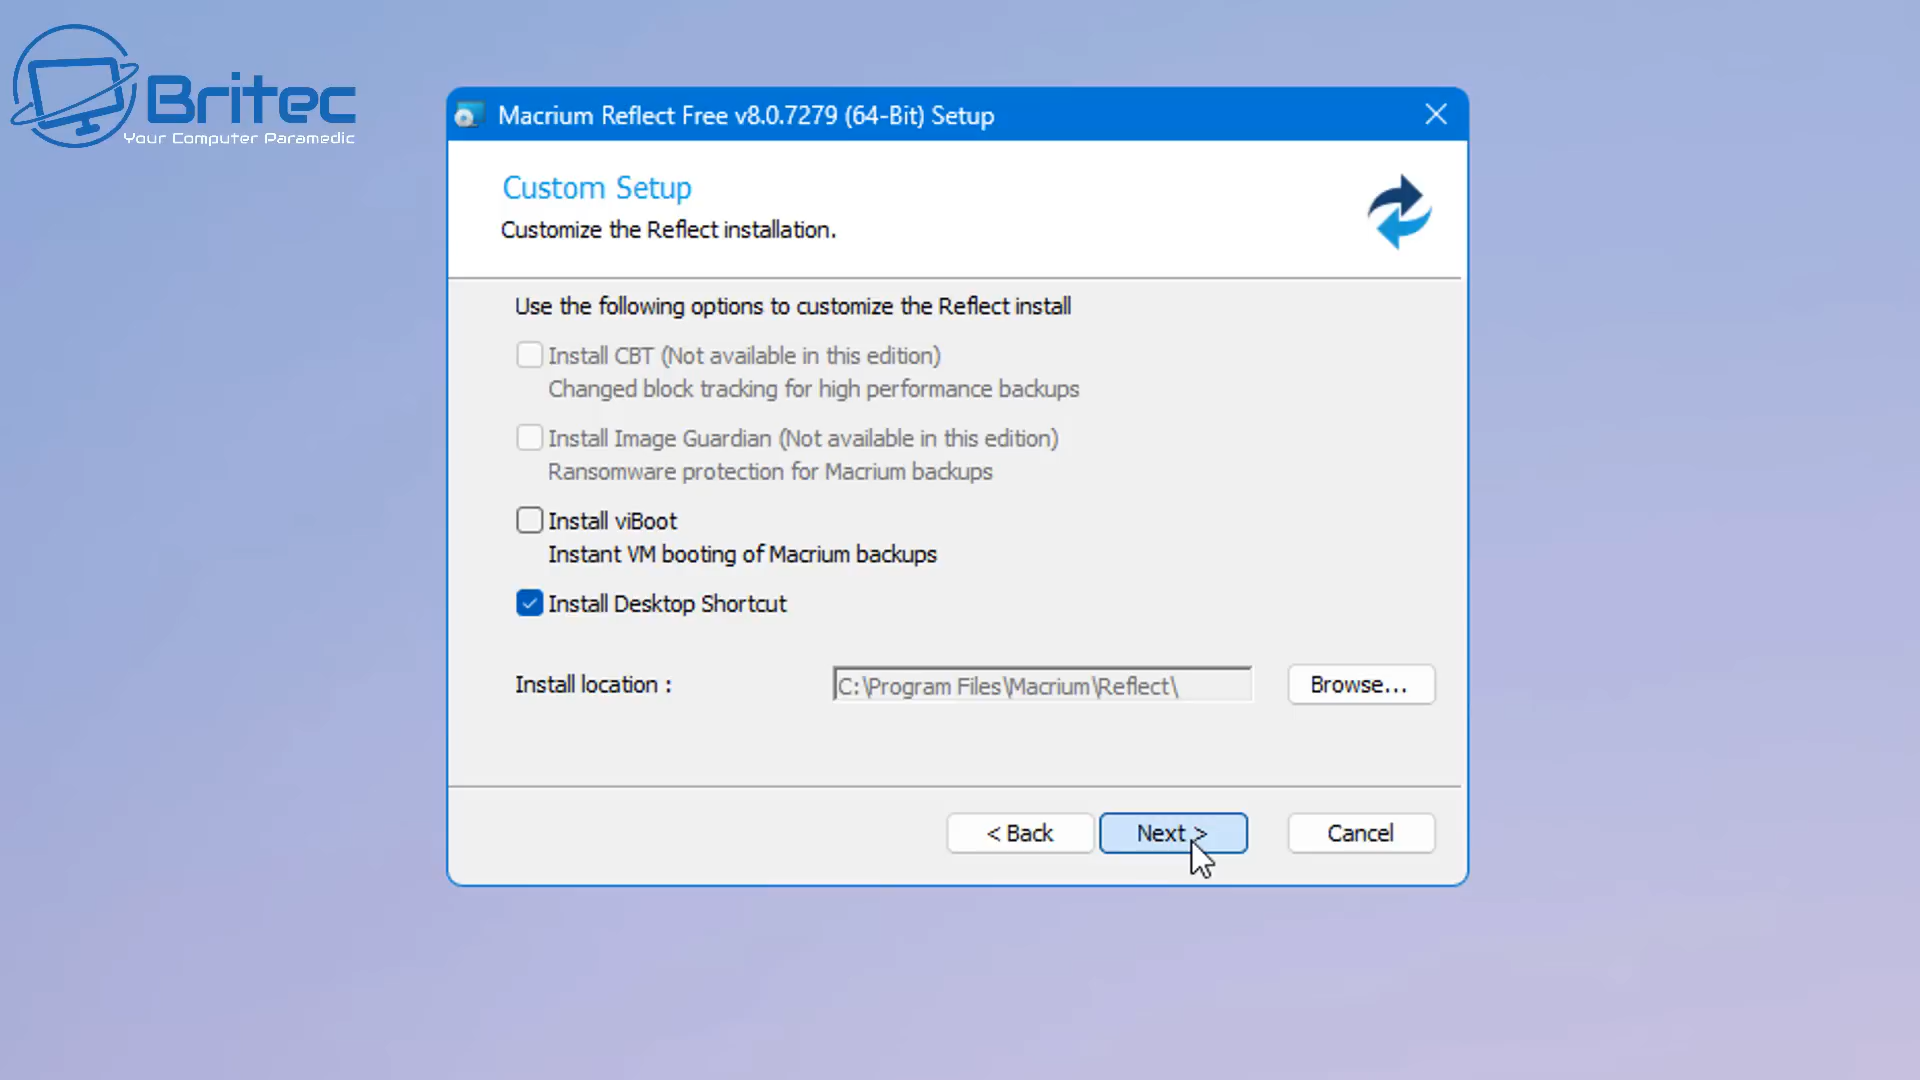 Britec
Your Computer Paramedic
Macrium Reflect Free v8.0.7279 (64-Bit) Setup
Custom Setup
Customize the Reflect installation.
Use the following options to customize the Reflect install
Install CBT (Not available in this edition)
Changed block tracking for high performance backups
Install Image Guardian (Not available in this edition)
Ransomware protection for Macrium backups
Install viBoot
Instant VM booting of Macrium backups
Install Desktop Shortcut
Install location : C:\Program Files\Macrium\Reflect\ Browse...
< Back Next > Cancel